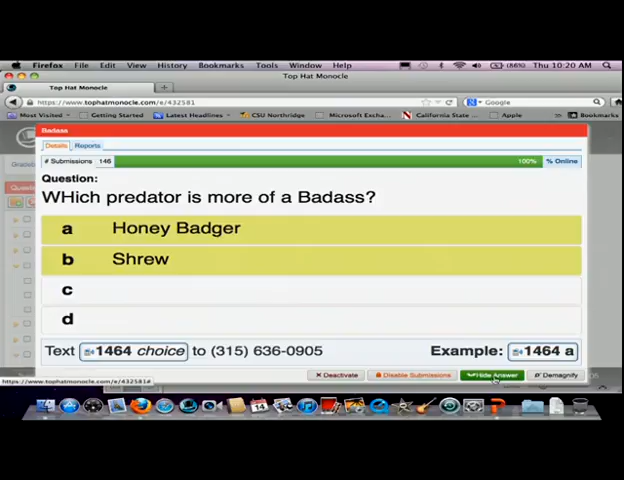 Firefox File Edit View History Bookmarks Tools Window Help (86%) Thu 10:20 AM
Top Hat Monocle
Top Hat Monocle
https://www.tophatmonocle.com/e/432581 Google
Most Visited Getting Started Latest Headlines CSU Northridge Microsoft Excha... California State ... Apple Bookmarks
Badass
Details Reports
# Submissions 146 100% % Online
Question:
WHich predator is more of a Badass?
a Honey Badger
b Shrew
c
d
Text 1464 choice to (315) 636-0905 Example: 1464 a
Deactivate Disable Submissions Hide Answer Demagnify
https://www.tophatmonocle.com/e/432581#